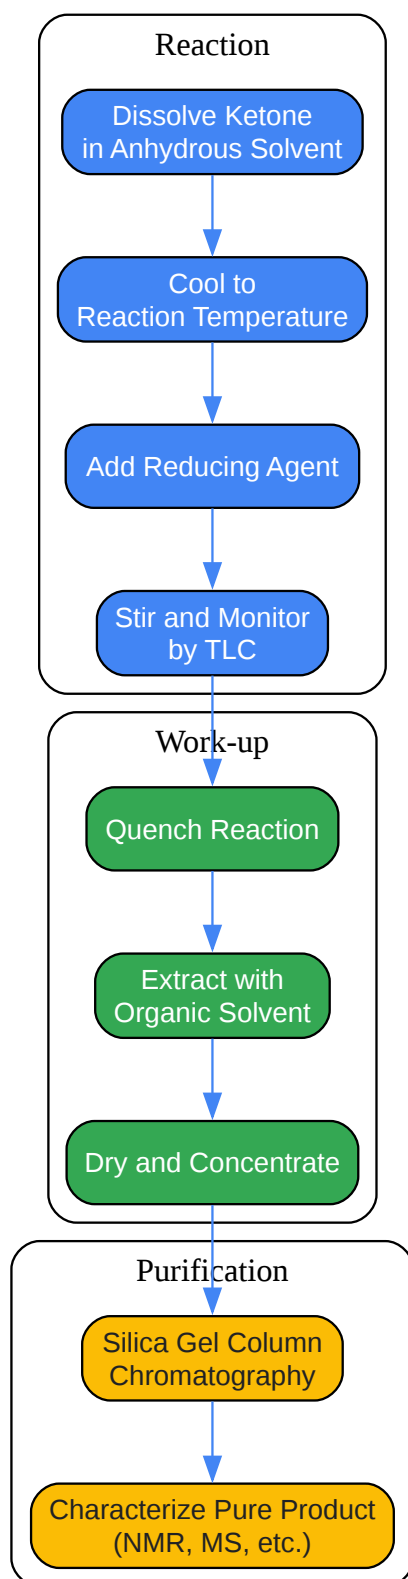 Reaction
Dissolve Ketone
in Anhydrous Solvent
Cool to
Reaction Temperature
Add Reducing Agent
Stir and Monitor
by TLC
Work-up
Quench Reaction
Extract with
Organic Solvent
Dry and Concentrate
Purification
Silica Gel Column
Chromatography
Characterize Pure Product
(NMR, MS, etc.)